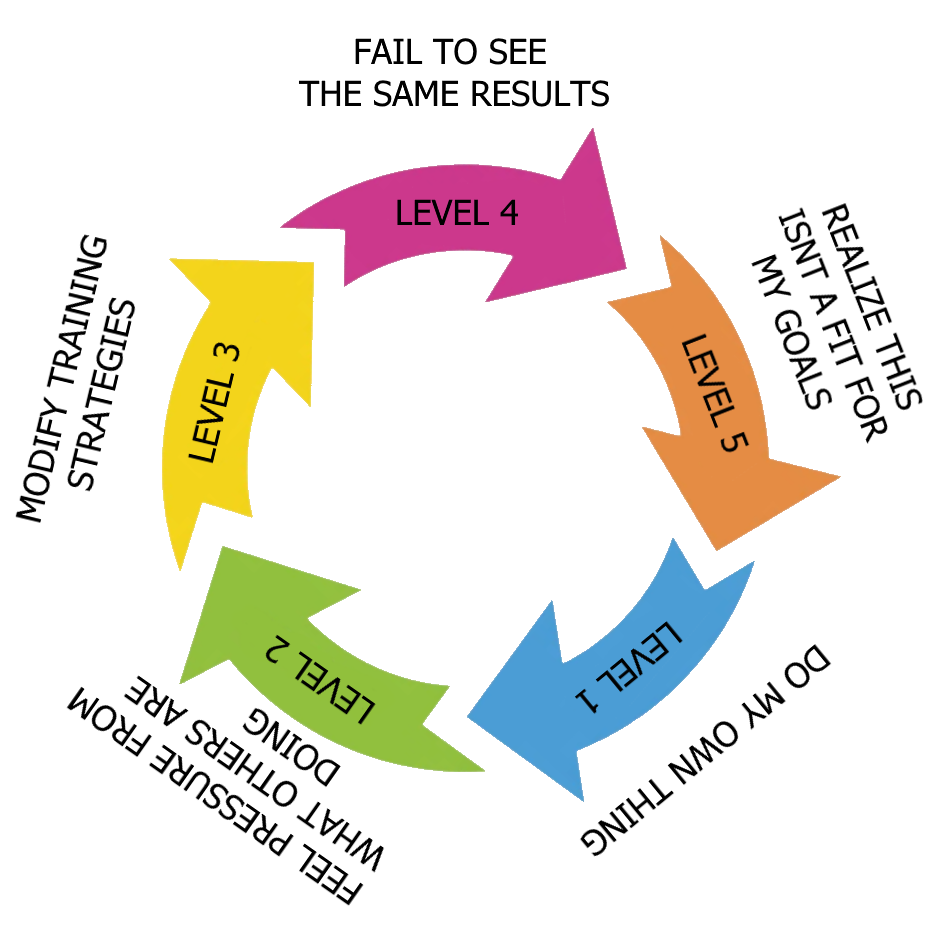 FAIL TO SEE
THE SAME RESULTS
LEVEL 4
REALIZE THIS
ISNT A FIT FOR
MY GOALS
LEVEL 5
DO MY OWN THING
LEVEL 1
FEEL PRESSURE FROM
WHAT OTHERS ARE
DOING
LEVEL 2
MODIFY TRAINING
STRATEGIES
LEVEL 3